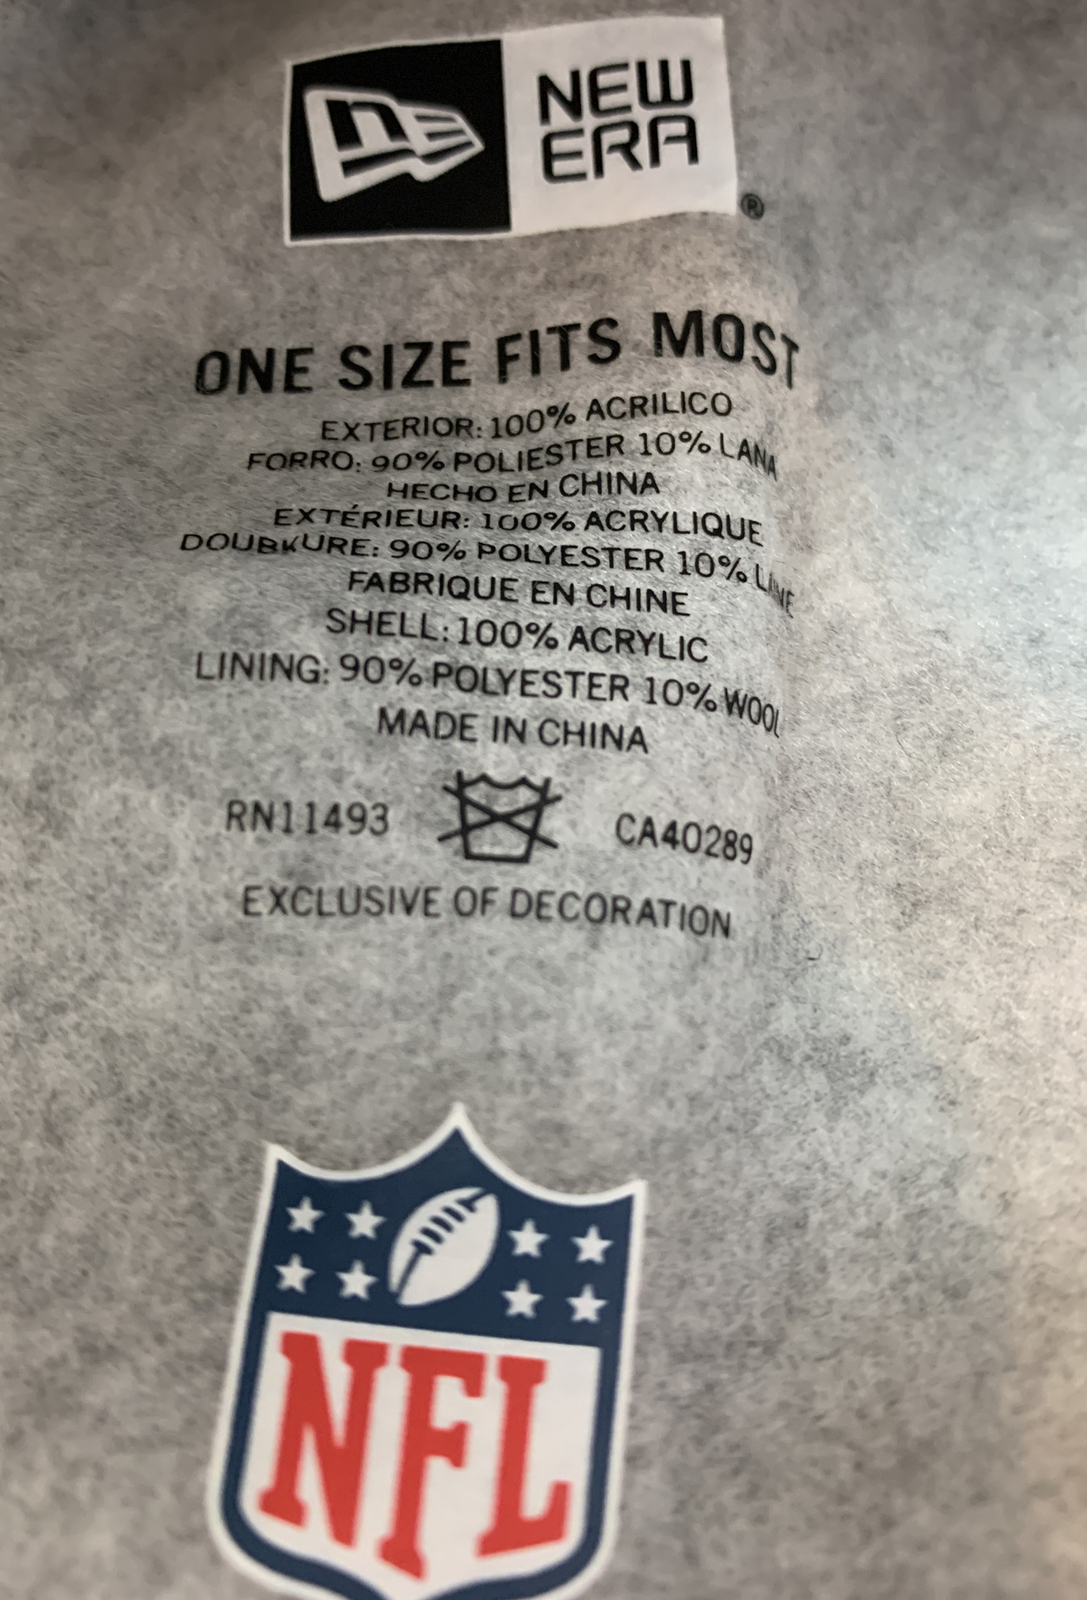 NEW
ERA
®
ONE SIZE FITS MOST
EXTERIOR: 100% ACRILICO
FORRO: 90% POLIESTER 10% LANA
HECHO EN CHINA
EXTÉRIEUR: 100% ACRYLIQUE
DOUBKURE: 90% POLYESTER 10% LAINE
FABRIQUE EN CHINE
SHELL: 100% ACRYLIC
LINING: 90% POLYESTER 10% WOOL
MADE IN CHINA
RN11493 CA40289
EXCLUSIVE OF DECORATION
NFL